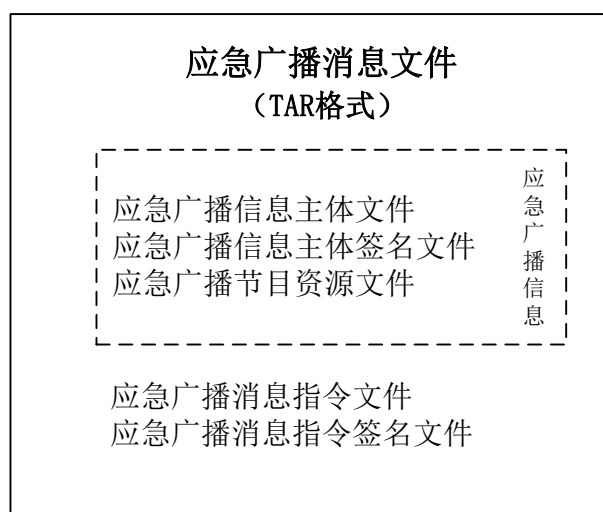 应急广播消息文件
（TAR格式）
应急广播信息主体文件
应急广播信息主体签名文件
应急广播节目资源文件
应急广播信息
应急广播消息指令文件
应急广播消息指令签名文件